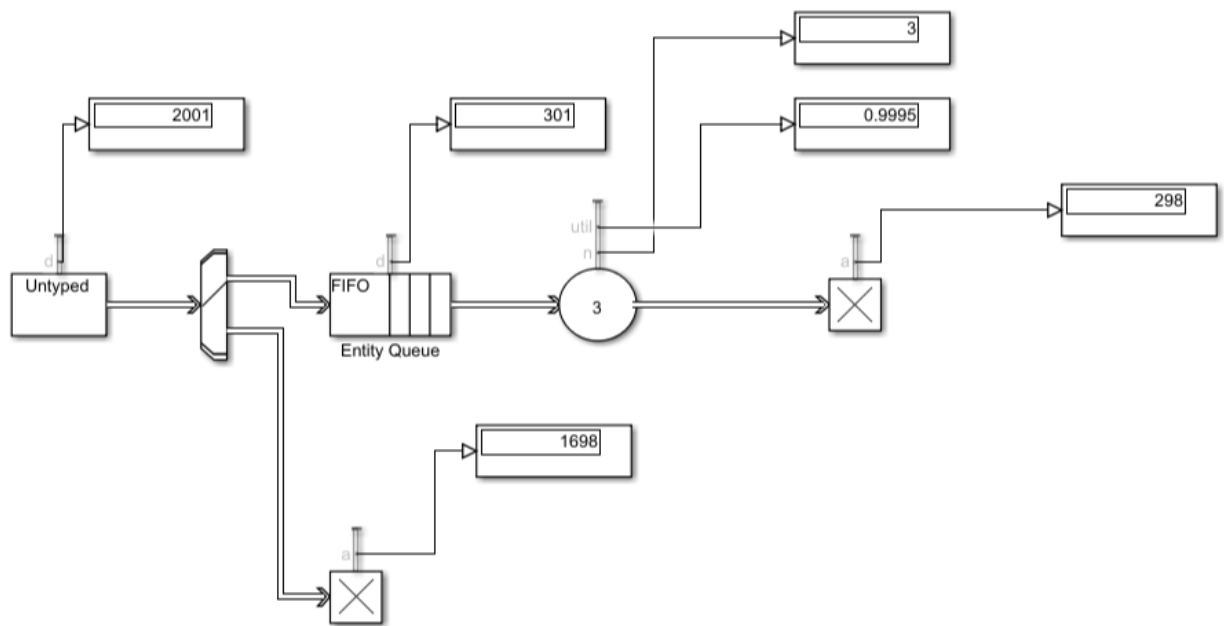 3
2001
301
0.9995
298
util
d
d
n
a
Untyped
FIFO
3
Entity Queue
1698
a